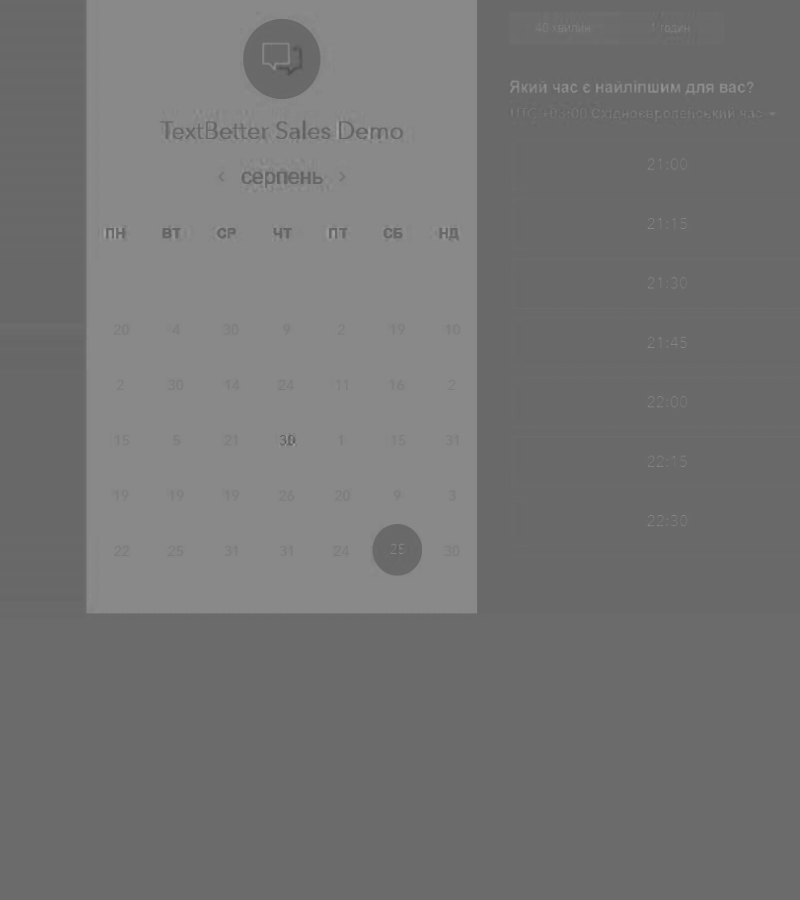 40 хвилин 1 годин
TextBetter Sales Demo
‹ серпень ›
ПН ВТ СР ЧТ ПТ СБ НД
20 4 30 9 2 19 10
2 30 14 24 11 16 2
15 5 21 30 1 15 31
19 19 19 26 20 9 3
22 25 31 31 24 25 30
Який час є найліпшим для вас?
UTC +03:00 Східноєвропейський час
21:00
21:15
21:30
21:45
22:00
22:15
22:30